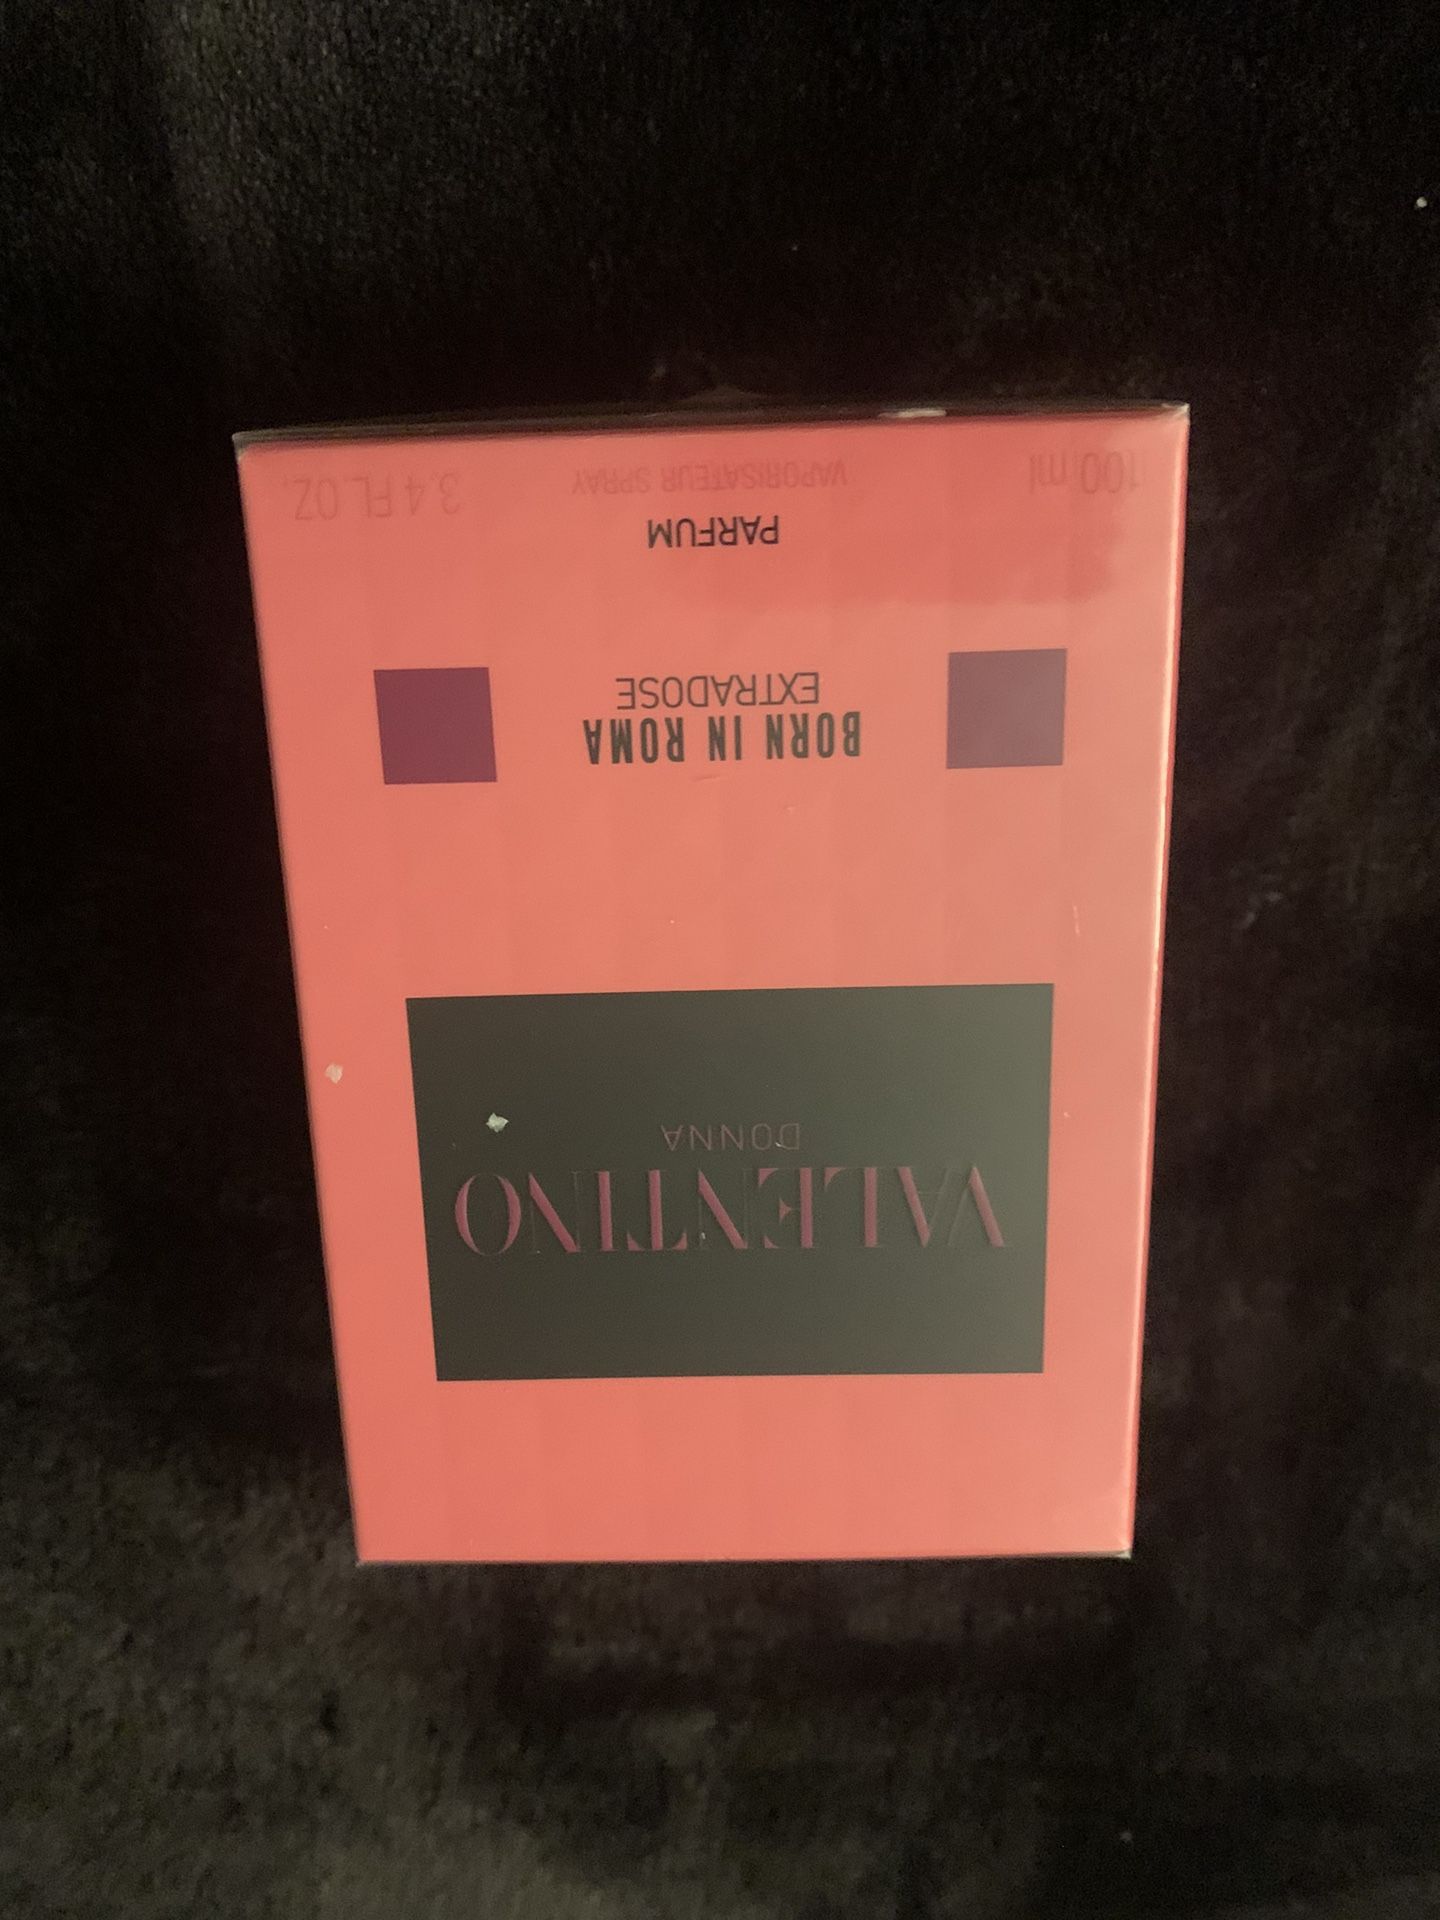 VALENTINO
DONNA
BORN IN ROMA
EXTRADOSE
PARFUM
100 ml VAPORISATEUR SPRAY 3.4 FL.OZ.